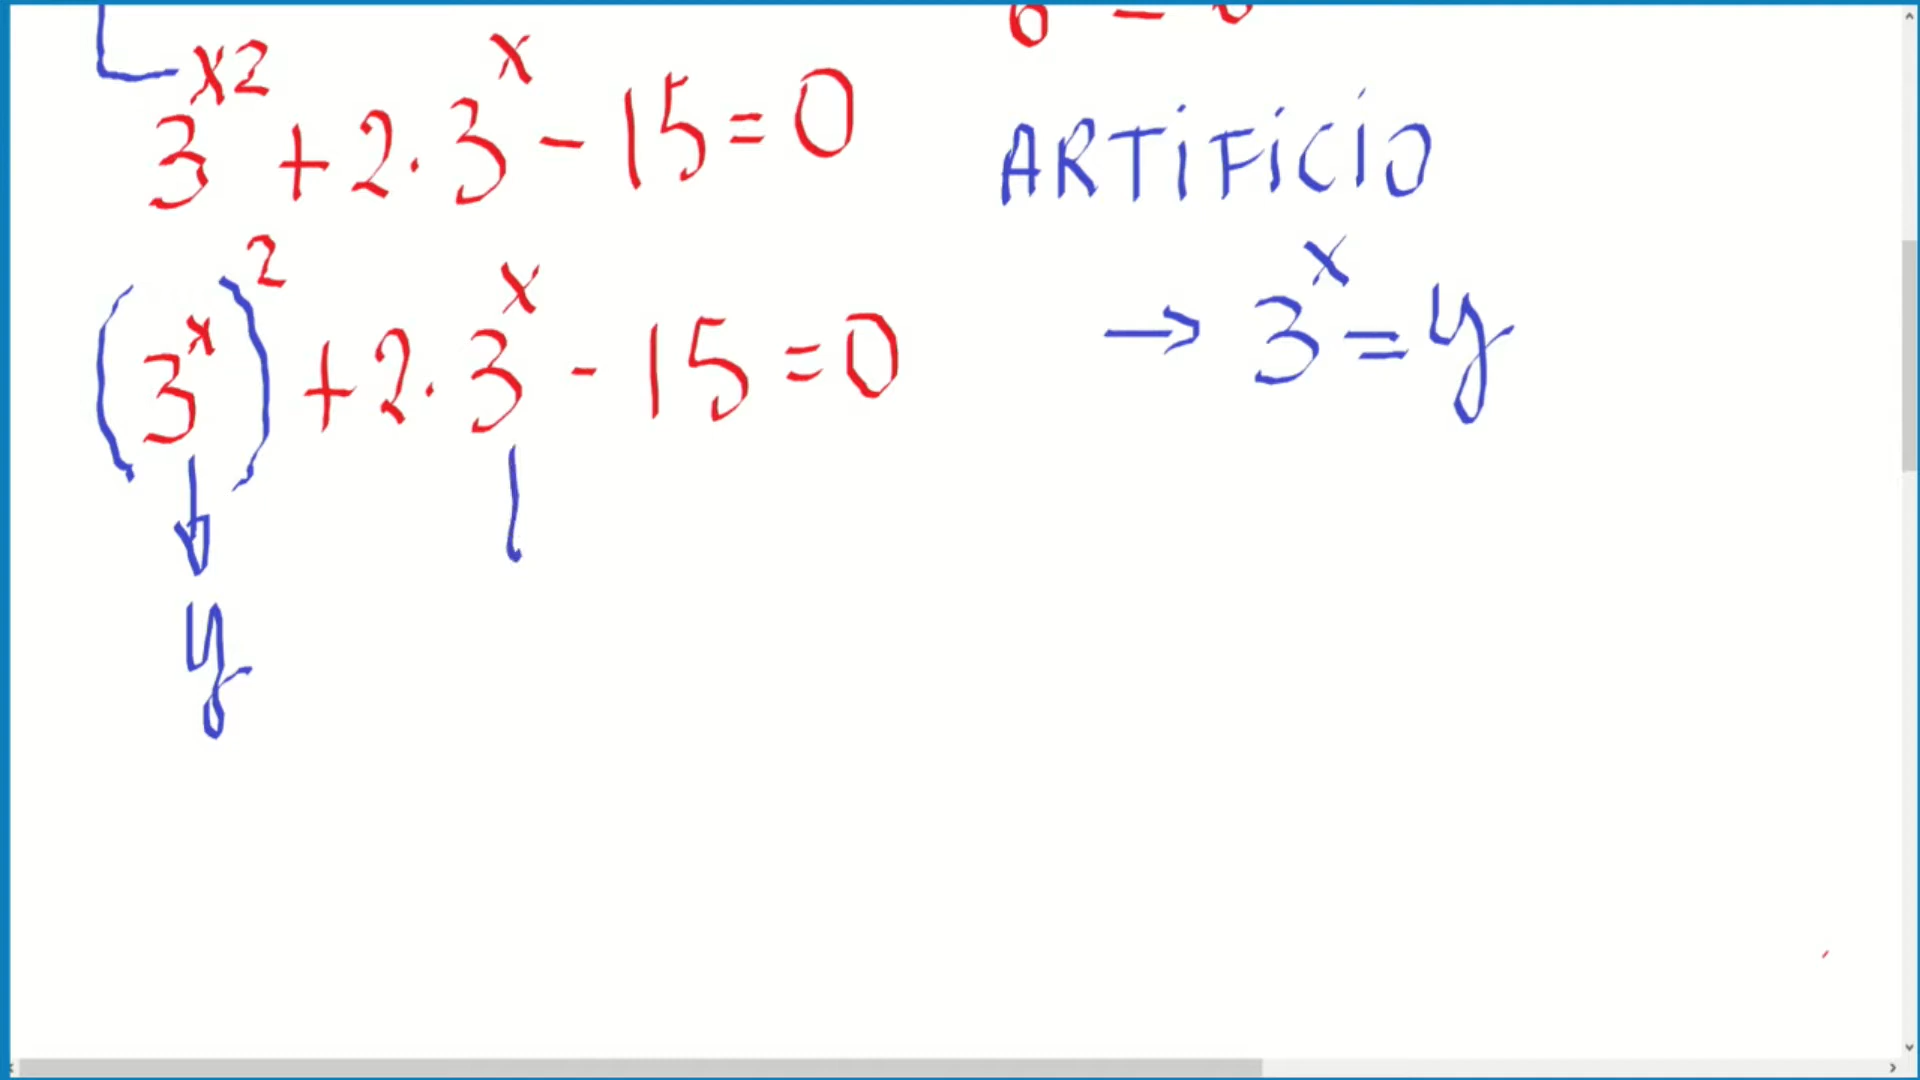 3^{x2} + 2 · 3^x - 15 = 0
ARTIFICIO
(3^x)^2 + 2 · 3^x - 15 = 0
→ 3^x = y
y